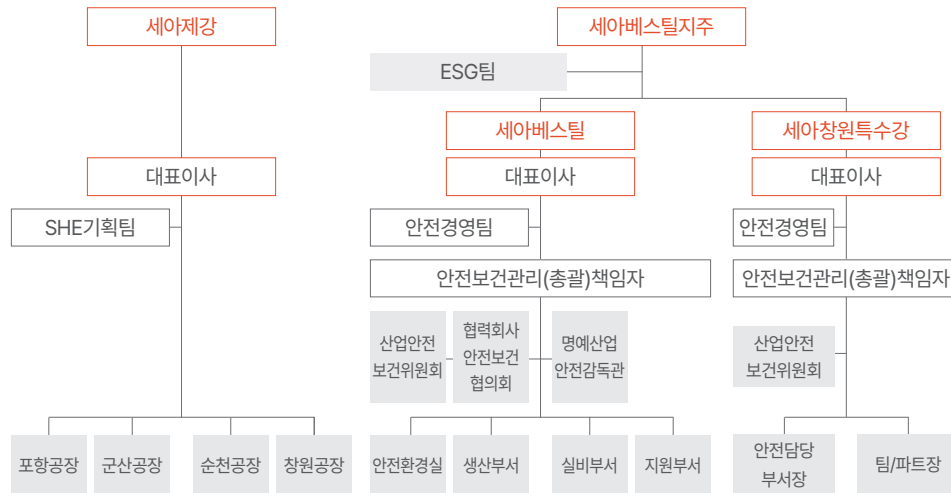 세아제강
세아베스틸지주
ESG팀
세아베스틸
세아창원특수강
대표이사
대표이사
대표이사
SHE기획팀
안전경영팀
안전경영팀
안전보건관리(총괄)책임자
안전보건관리(총괄)책임자
산업안전
보건위원회
협력회사
안전보건
협의회
명예산업
안전감독관
산업안전
보건위원회
포항공장
군산공장
순천공장
창원공장
안전환경실
생산부서
실비부서
지원부서
안전담당
부서장
팀/파트장